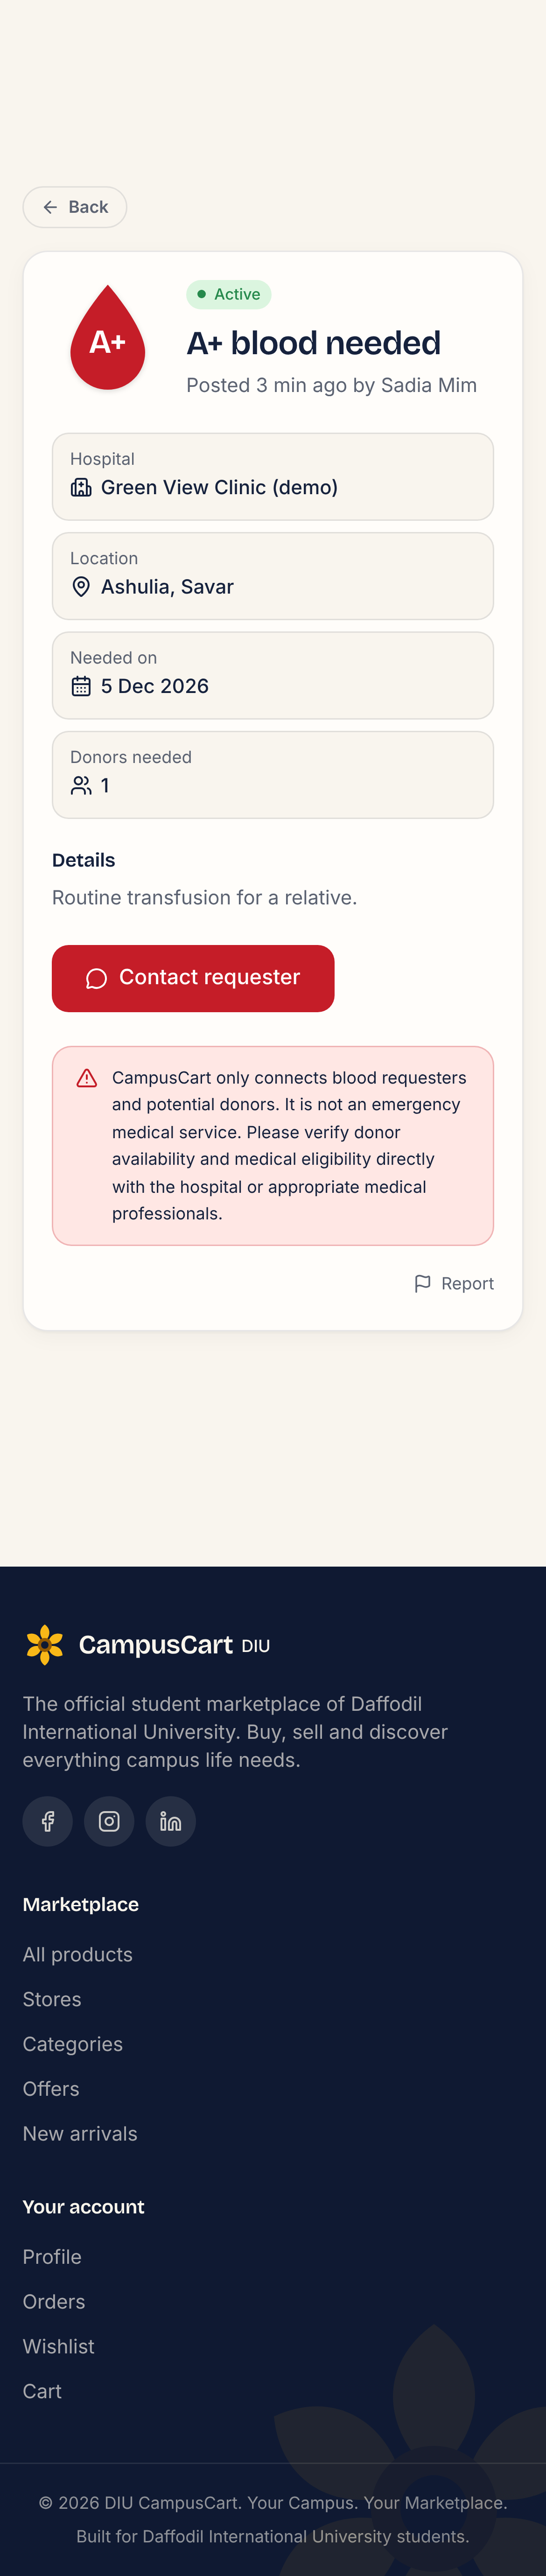 Back
A+
Active
A+ blood needed
Posted 3 min ago by Sadia Mim
Hospital
Green View Clinic (demo)
Location
Ashulia, Savar
Needed on
5 Dec 2026
Donors needed
1
Details
Routine transfusion for a relative.
Contact requester
CampusCart only connects blood requesters
and potential donors. It is not an emergency
medical service. Please verify donor
availability and medical eligibility directly
with the hospital or appropriate medical
professionals.
Report
CampusCart DIU
The official student marketplace of Daffodil
International University. Buy, sell and discover
everything campus life needs.
Marketplace
All products
Stores
Categories
Offers
New arrivals
Your account
Profile
Orders
Wishlist
Cart
© 2026 DIU CampusCart. Your Campus. Your Marketplace.
Built for Daffodil International University students.